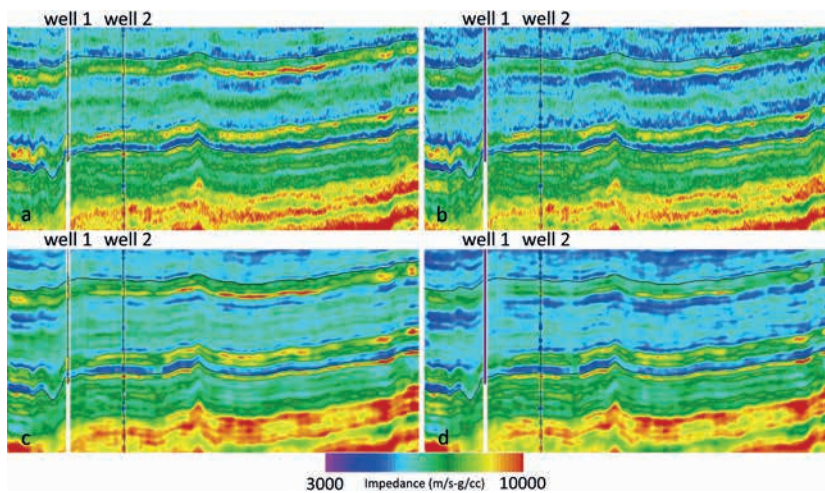 well 1 well 2
well 1 well 2
a
b
well 1 well 2
well 1 well 2
c
d
3000 Impedance (m/s-g/cc) 10000